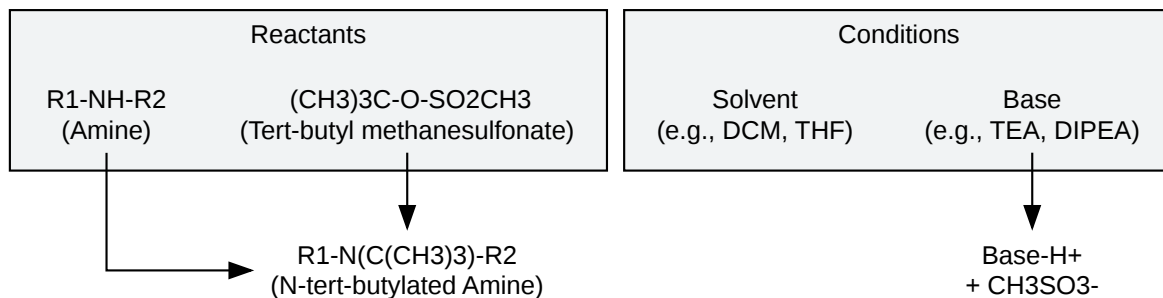 Reactants
R1-NH-R2
(Amine)
(CH3)3C-O-SO2CH3
(Tert-butyl methanesulfonate)
R1-N(C(CH3)3)-R2
(N-tert-butylated Amine)
Conditions
Solvent
(e.g., DCM, THF)
Base
(e.g., TEA, DIPEA)
Base-H+
+ CH3SO3-